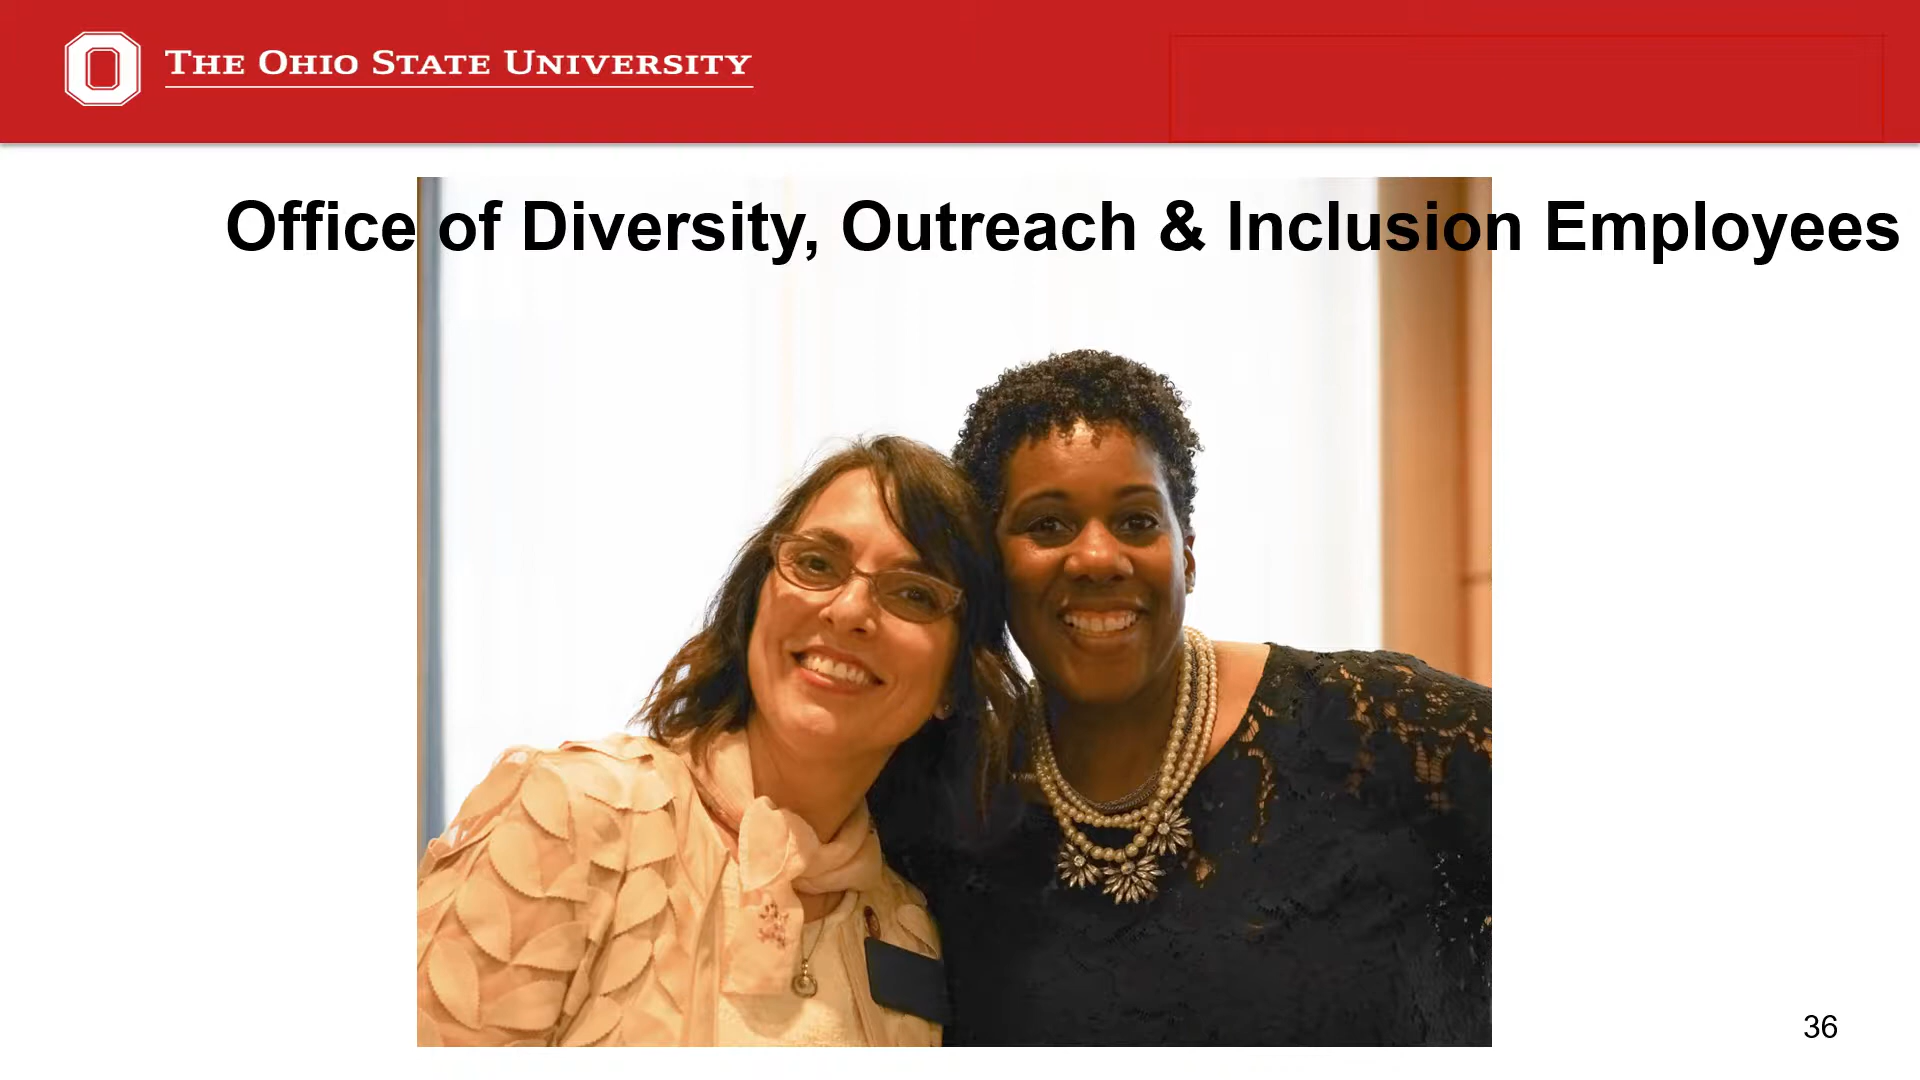 THE OHIO STATE UNIVERSITY
Office of Diversity, Outreach & Inclusion Employees
36